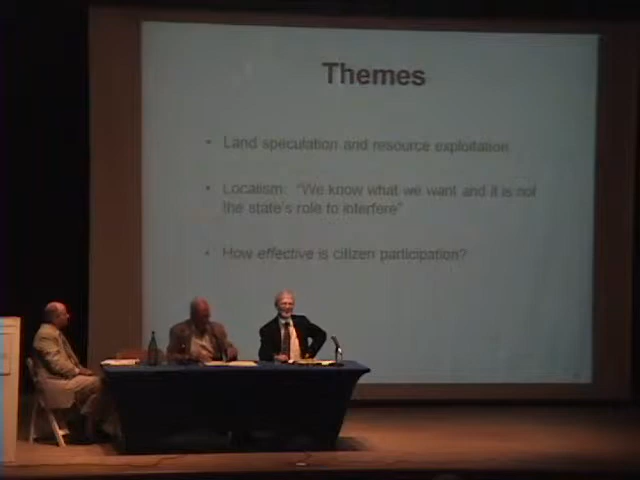 Themes
• Land speculation and resource exploitation
• Localism: "We know what we want and it is not
the state's role to interfere"
• How effective is citizen participation?